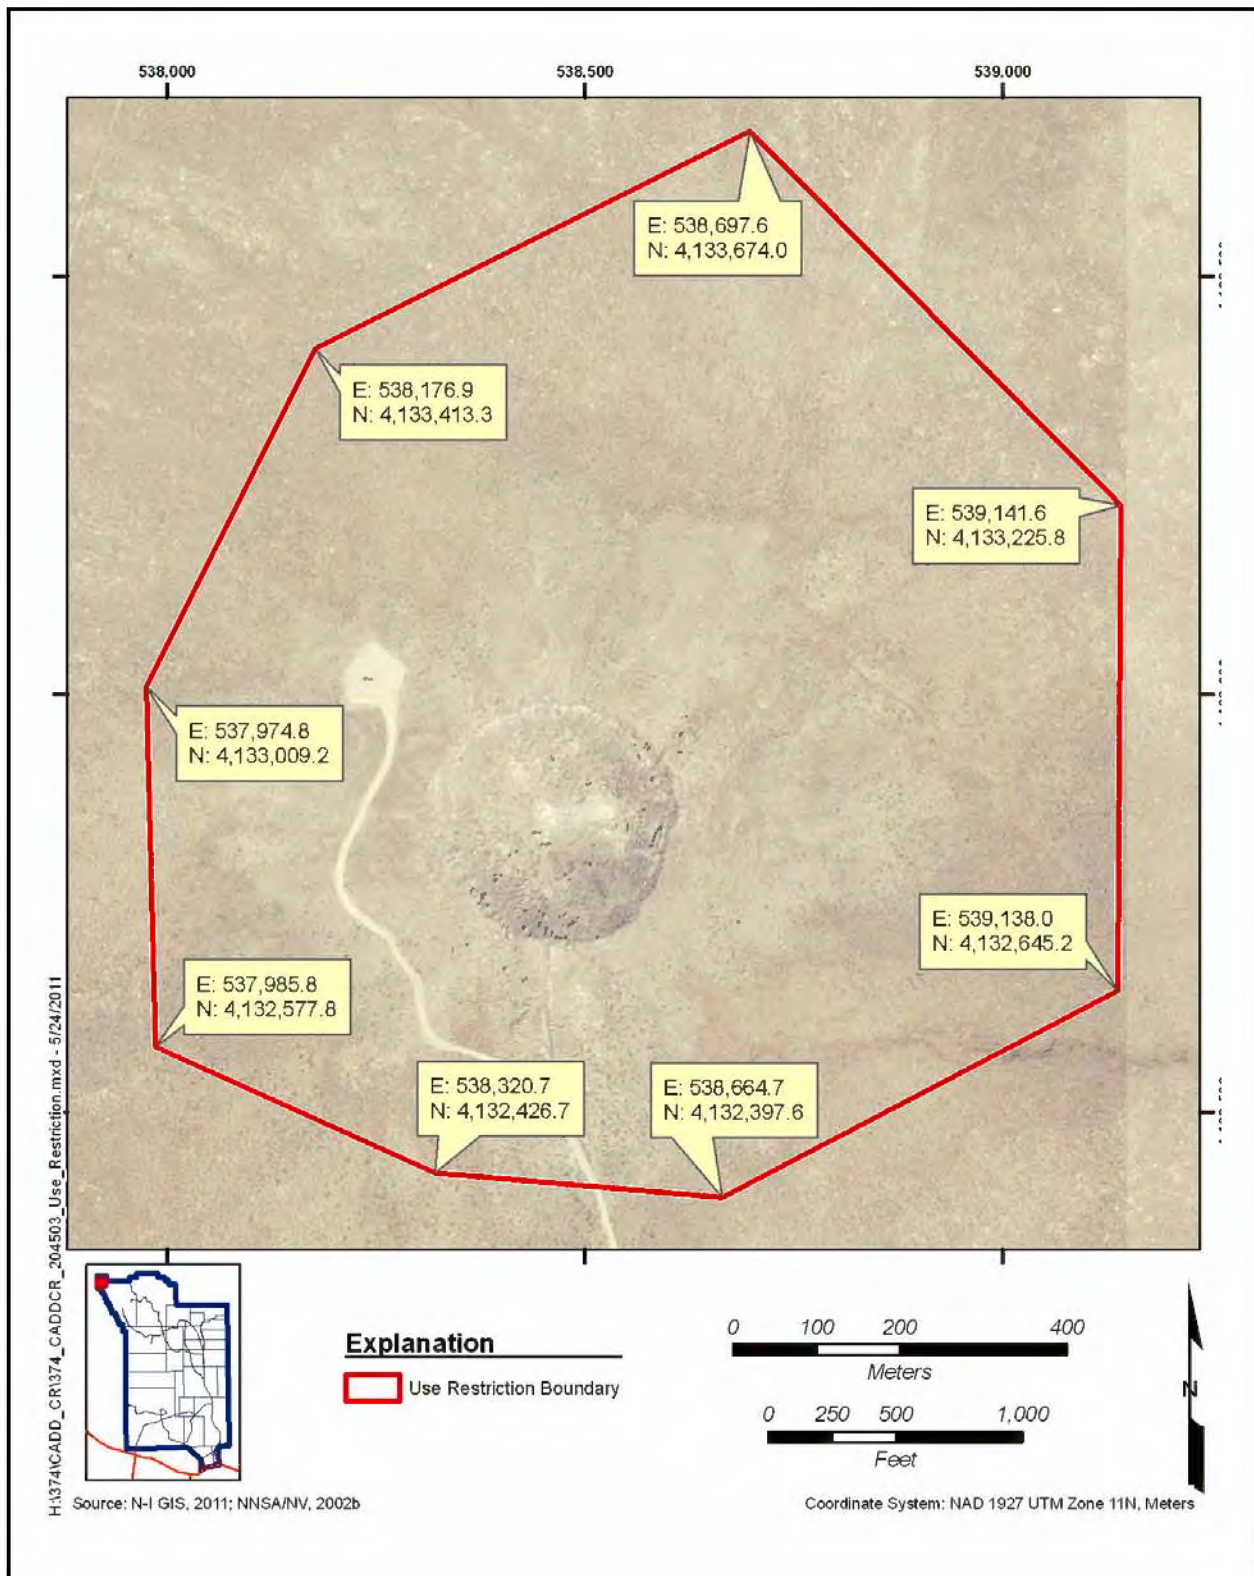 538,000
538,500
539,000
E: 538,697.6
N: 4,133,674.0
E: 538,176.9
N: 4,133,413.3
E: 539,141.6
N: 4,133,225.8
E: 537,974.8
N: 4,133,009.2
E: 539,138.0
N: 4,132,645.2
E: 537,985.8
N: 4,132,577.8
E: 538,320.7
N: 4,132,426.7
E: 538,664.7
N: 4,132,397.6
H:\374\CADD_CR\374_CADDCR_204503_Use_Restriction.mxd - 5/24/2011
Explanation
Use Restriction Boundary
0 100 200 400
Meters
0 250 500 1,000
Feet
N
Source: N-I GIS, 2011; NNSA/NV, 2002b
Coordinate System: NAD 1927 UTM Zone 11N, Meters